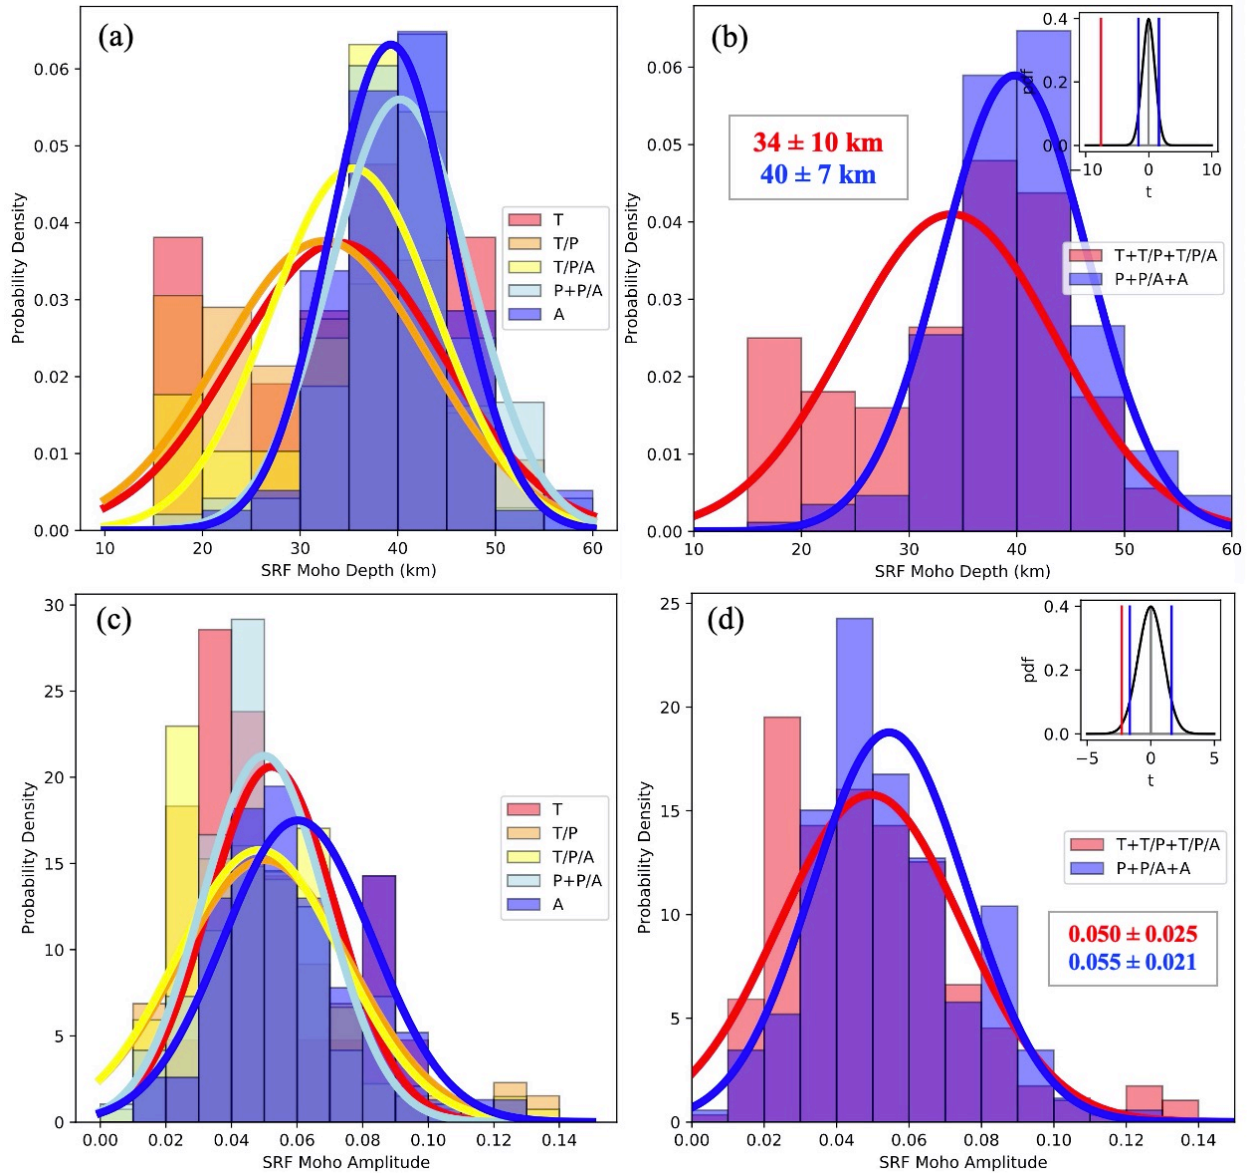 (a)
0.06
0.05
0.04
0.03
0.02
0.01
0.00
Probability Density
10 20 30 40 50 60
SRF Moho Depth (km)
T
T/P
T/P/A
P+P/A
A
(b)
0.06
0.05
0.04
0.03
0.02
0.01
0.00
Probability Density
10 20 30 40 50 60
SRF Moho Depth (km)
34 ± 10 km
40 ± 7 km
0.4
0.2
0.0
pdf
−10 0 10
t
T+T/P+T/P/A
P+P/A+A
(c)
30
25
20
15
10
5
0
Probability Density
0.00 0.02 0.04 0.06 0.08 0.10 0.12 0.14
SRF Moho Amplitude
T
T/P
T/P/A
P+P/A
A
(d)
25
20
15
10
5
0
Probability Density
0.00 0.02 0.04 0.06 0.08 0.10 0.12 0.14
SRF Moho Amplitude
0.4
0.2
0.0
pdf
−5 0 5
t
T+T/P+T/P/A
P+P/A+A
0.050 ± 0.025
0.055 ± 0.021